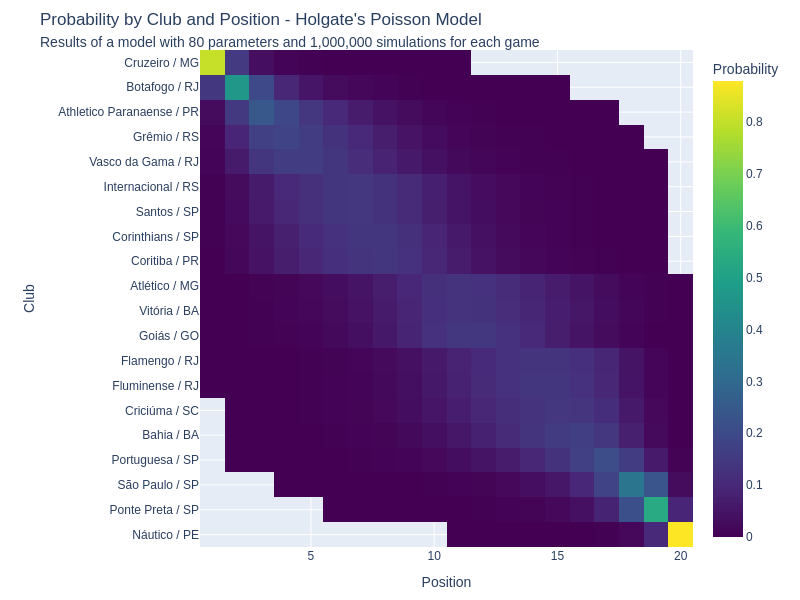 Probability by Club and Position - Holgate's Poisson Model
Results of a model with 80 parameters and 1,000,000 simulations for each game
Probability
Club
Cruzeiro / MG
Botafogo / RJ
Athletico Paranaense / PR
Grêmio / RS
Vasco da Gama / RJ
Internacional / RS
Santos / SP
Corinthians / SP
Coritiba / PR
Atlético / MG
Vitória / BA
Goiás / GO
Flamengo / RJ
Fluminense / RJ
Criciúma / SC
Bahia / BA
Portuguesa / SP
São Paulo / SP
Ponte Preta / SP
Náutico / PE
0.8
0.7
0.6
0.5
0.4
0.3
0.2
0.1
0
5 10 15 20
Position